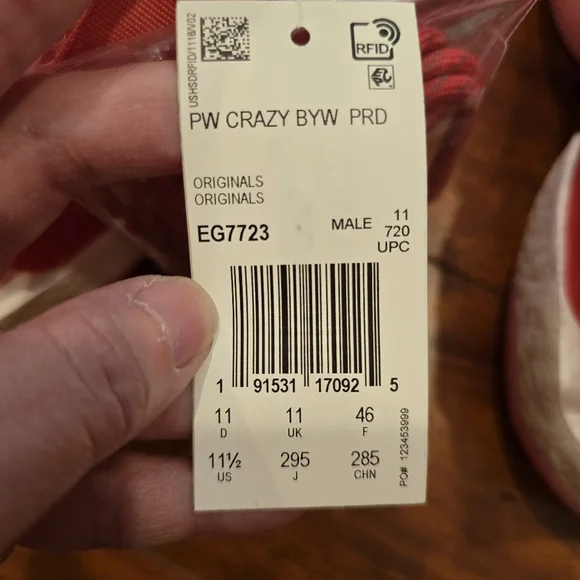 USHSDRFID/1118/V02
RFID
PW CRAZY BYW PRD
ORIGINALS
ORIGINALS
EG7723
MALE 11
720
UPC
1 91531 17092 5
11 11 46
D UK F
11½ 295 285
US J CHN
PO# 123453999